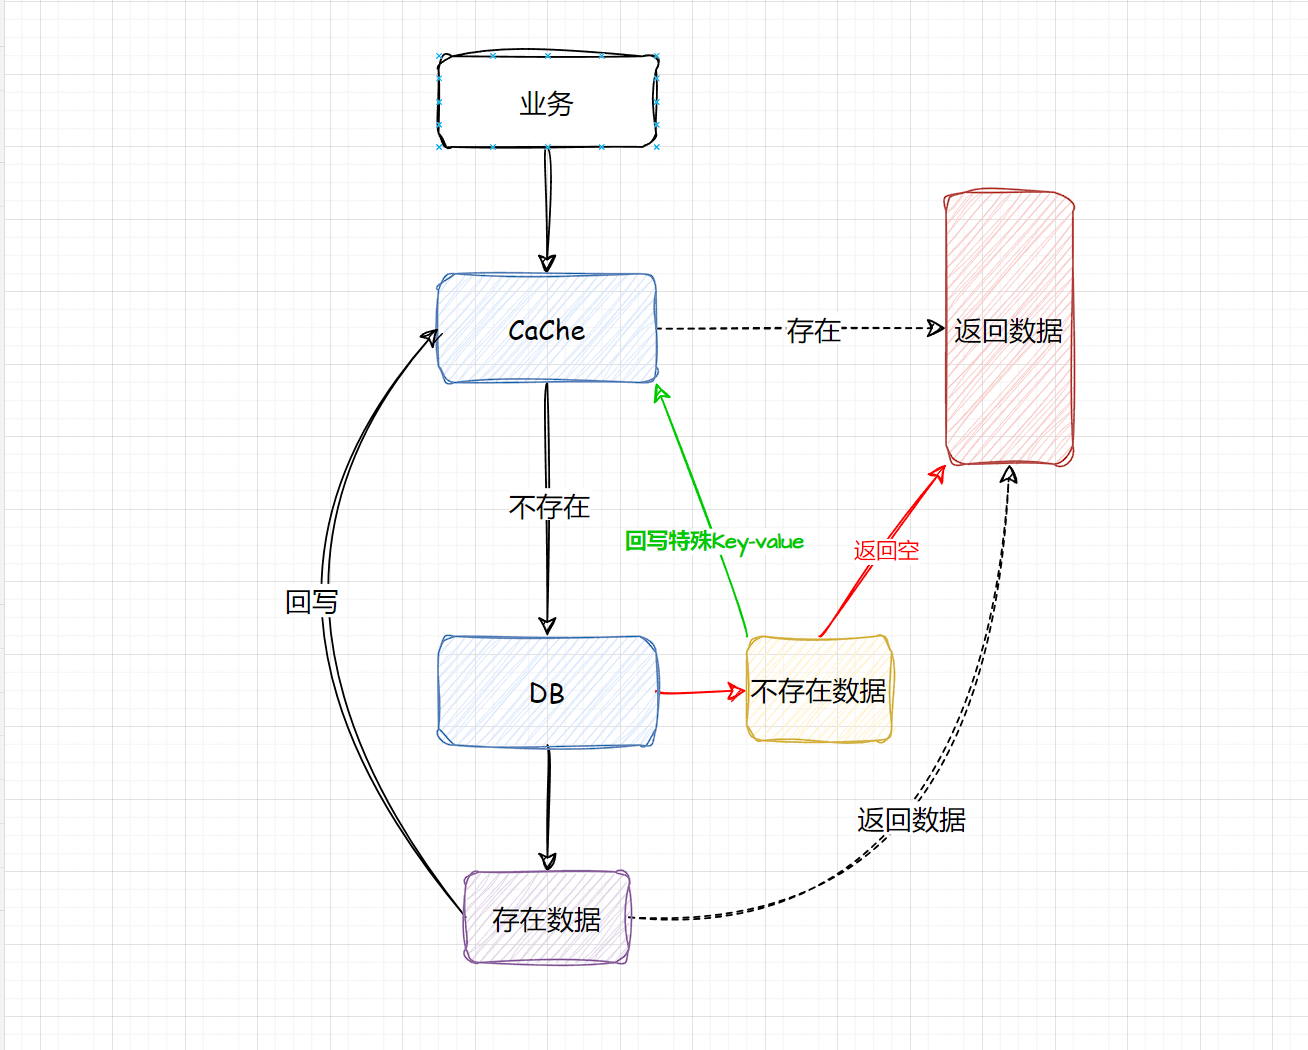 业务
CaChe
存在
返回数据
不存在
回写特殊Key-value
返回空
回写
DB
不存在数据
返回数据
存在数据